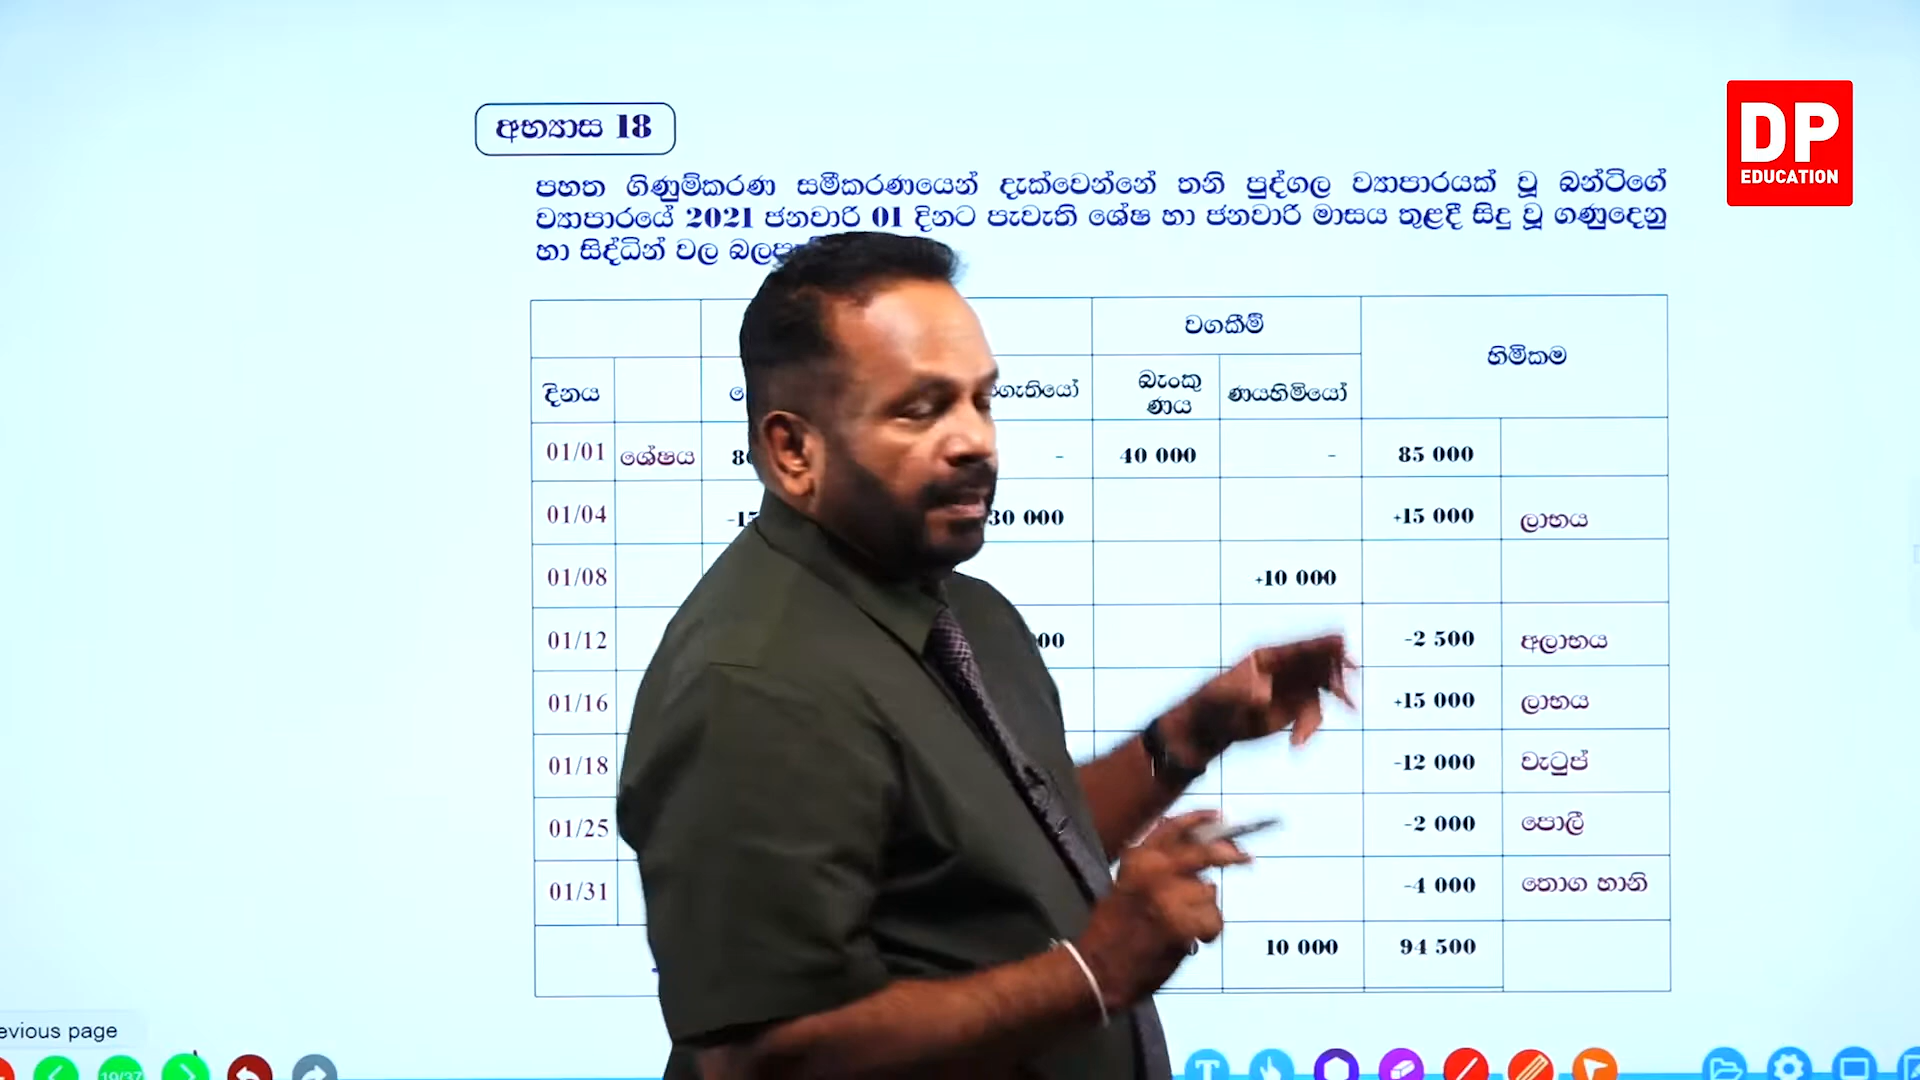 අභ්‍යාස 18
DP
EDUCATION
පහත ගිණුම්කරණ සමීකරණයෙන් දැක්වෙන්නේ තනි පුද්ගල ව්‍යාපාරයක් වූ බන්ටිගේ
ව්‍යාපාරයේ 2021 ජනවාරි 01 දිනට පැවැති ශේෂ හා ජනවාරි මාසය තුළදී සිදු වූ ගණුදෙනු
හා සිද්ධින් වල
වගකීම් හිමිකම
දිනය බැංකු ණය ණයහිමියෝ
01/01 ශේෂය - 40 000 - 85 000
01/04 30 000 +15 000 ලාභය
01/08 +10 000
01/12 -2 500 අලාභය
01/16 +15 000 ලාභය
01/18 -12 000 වැටුප්
01/25 -2 000 පොලී
01/31 -4 000 තොග හානි
10 000 94 500
evious page
19/37